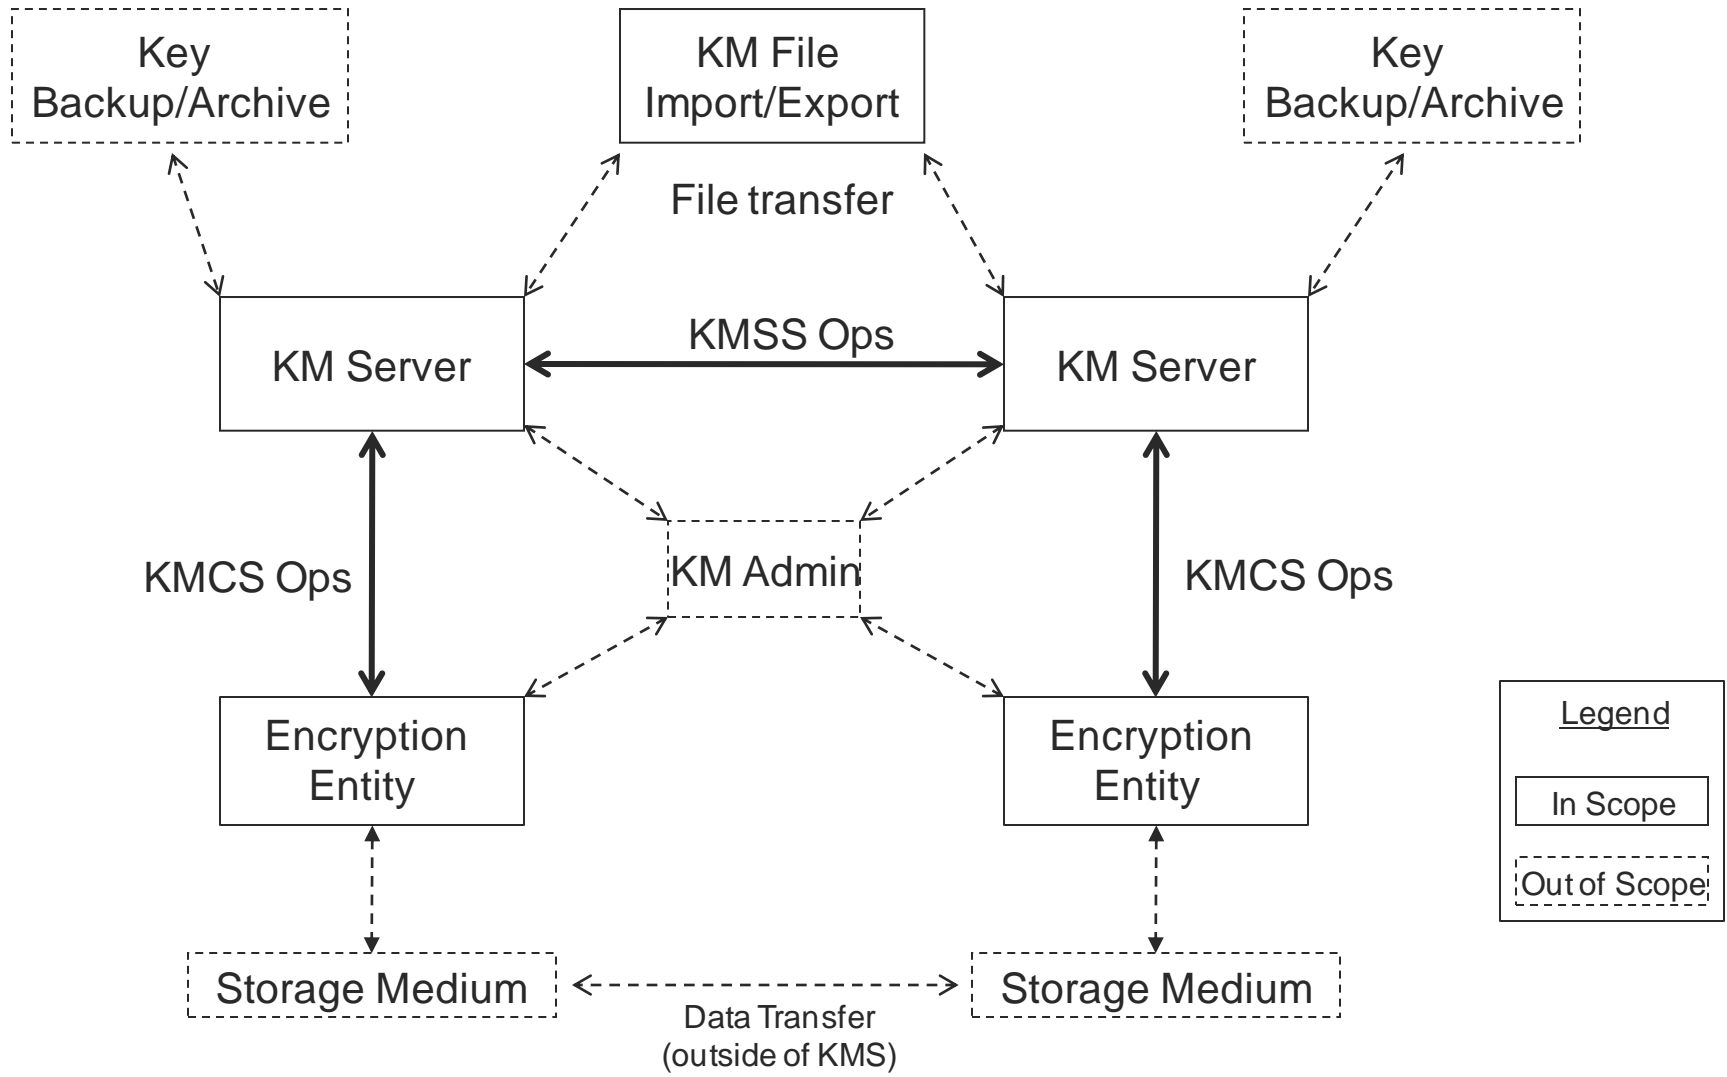 Key
Backup/Archive
KM File
Import/Export
Key
Backup/Archive
File transfer
KM Server
KMSS Ops
KM Server
KMCS Ops
KM Admin
KMCS Ops
Encryption
Entity
Encryption
Entity
Legend
In Scope
Out of Scope
Storage Medium
Data Transfer
(outside of KMS)
Storage Medium